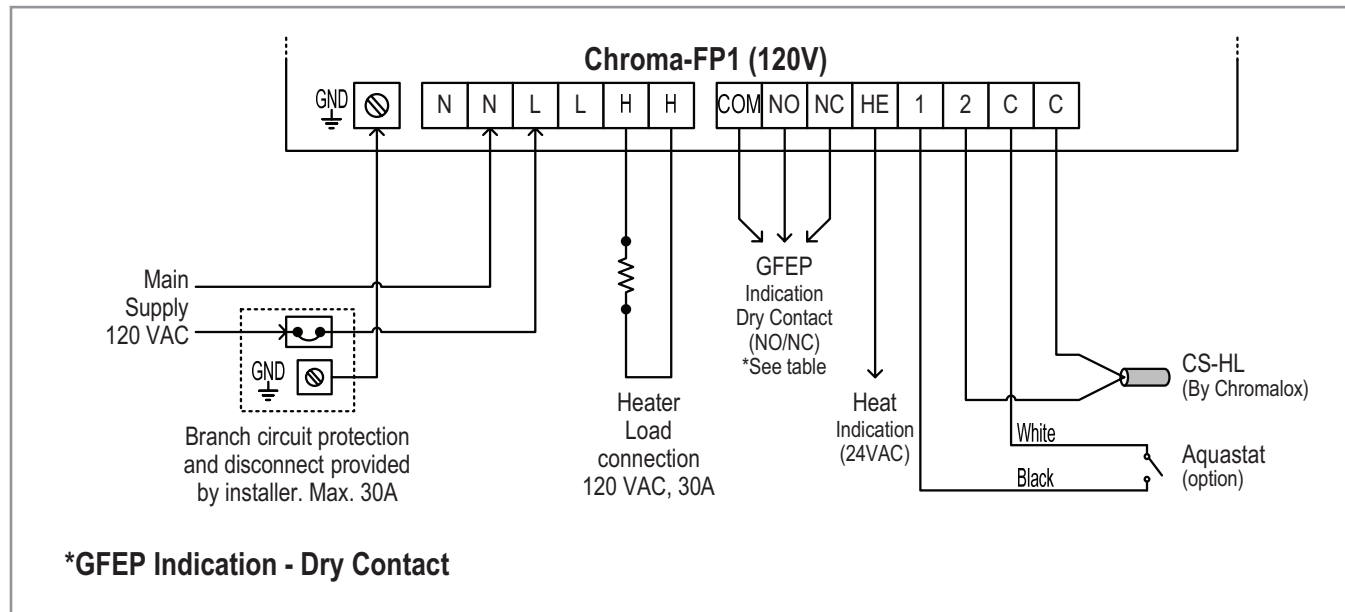 Chroma-FP1 (120V)
GND
N N L L H H
COM NO NC HE 1 2 C C
Main
Supply
120 VAC
GND
Branch circuit protection
and disconnect provided
by installer. Max. 30A
Heater
Load
connection
120 VAC, 30A
GFEP
Indication
Dry Contact
(NO/NC)
*See table
Heat
Indication
(24VAC)
CS-HL
(By Chromalox)
White
Black
Aquastat
(option)
*GFEP Indication - Dry Contact